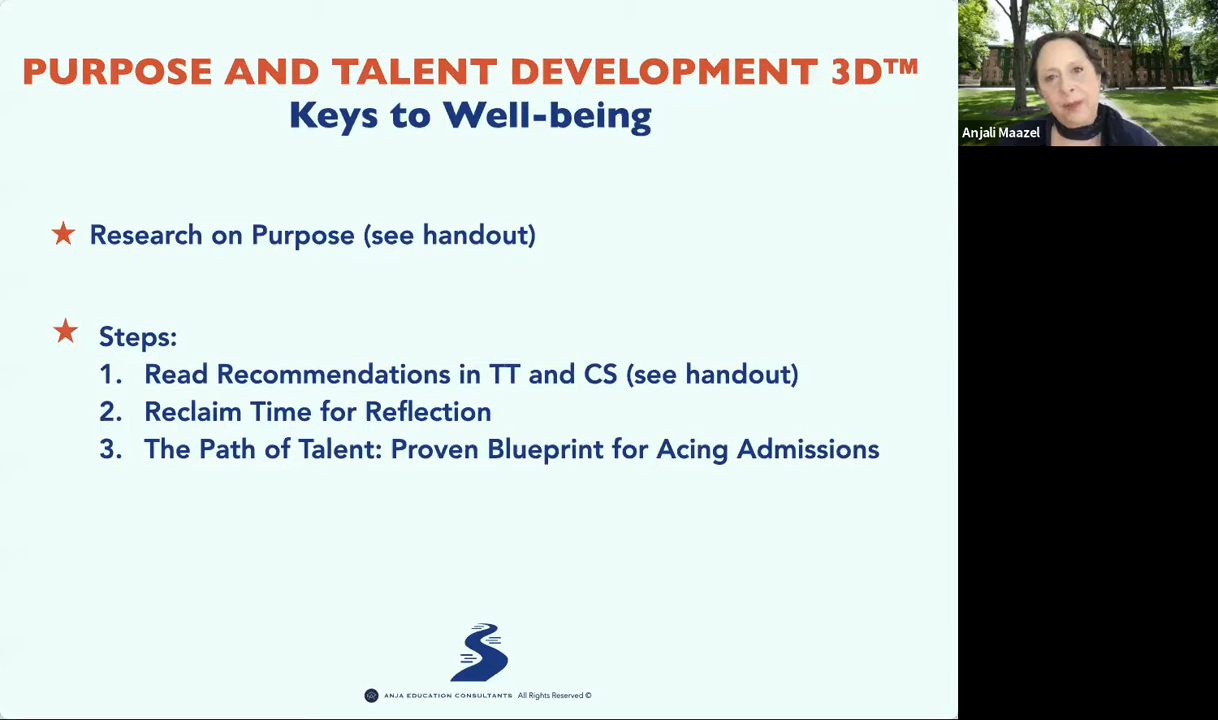 PURPOSE AND TALENT DEVELOPMENT 3D™
Keys to Well-being
Anjali Maazel
Research on Purpose (see handout)
Steps:
1. Read Recommendations in TT and CS (see handout)
2. Reclaim Time for Reflection
3. The Path of Talent: Proven Blueprint for Acing Admissions
ANJA EDUCATION CONSULTANTS All Rights Reserved ©